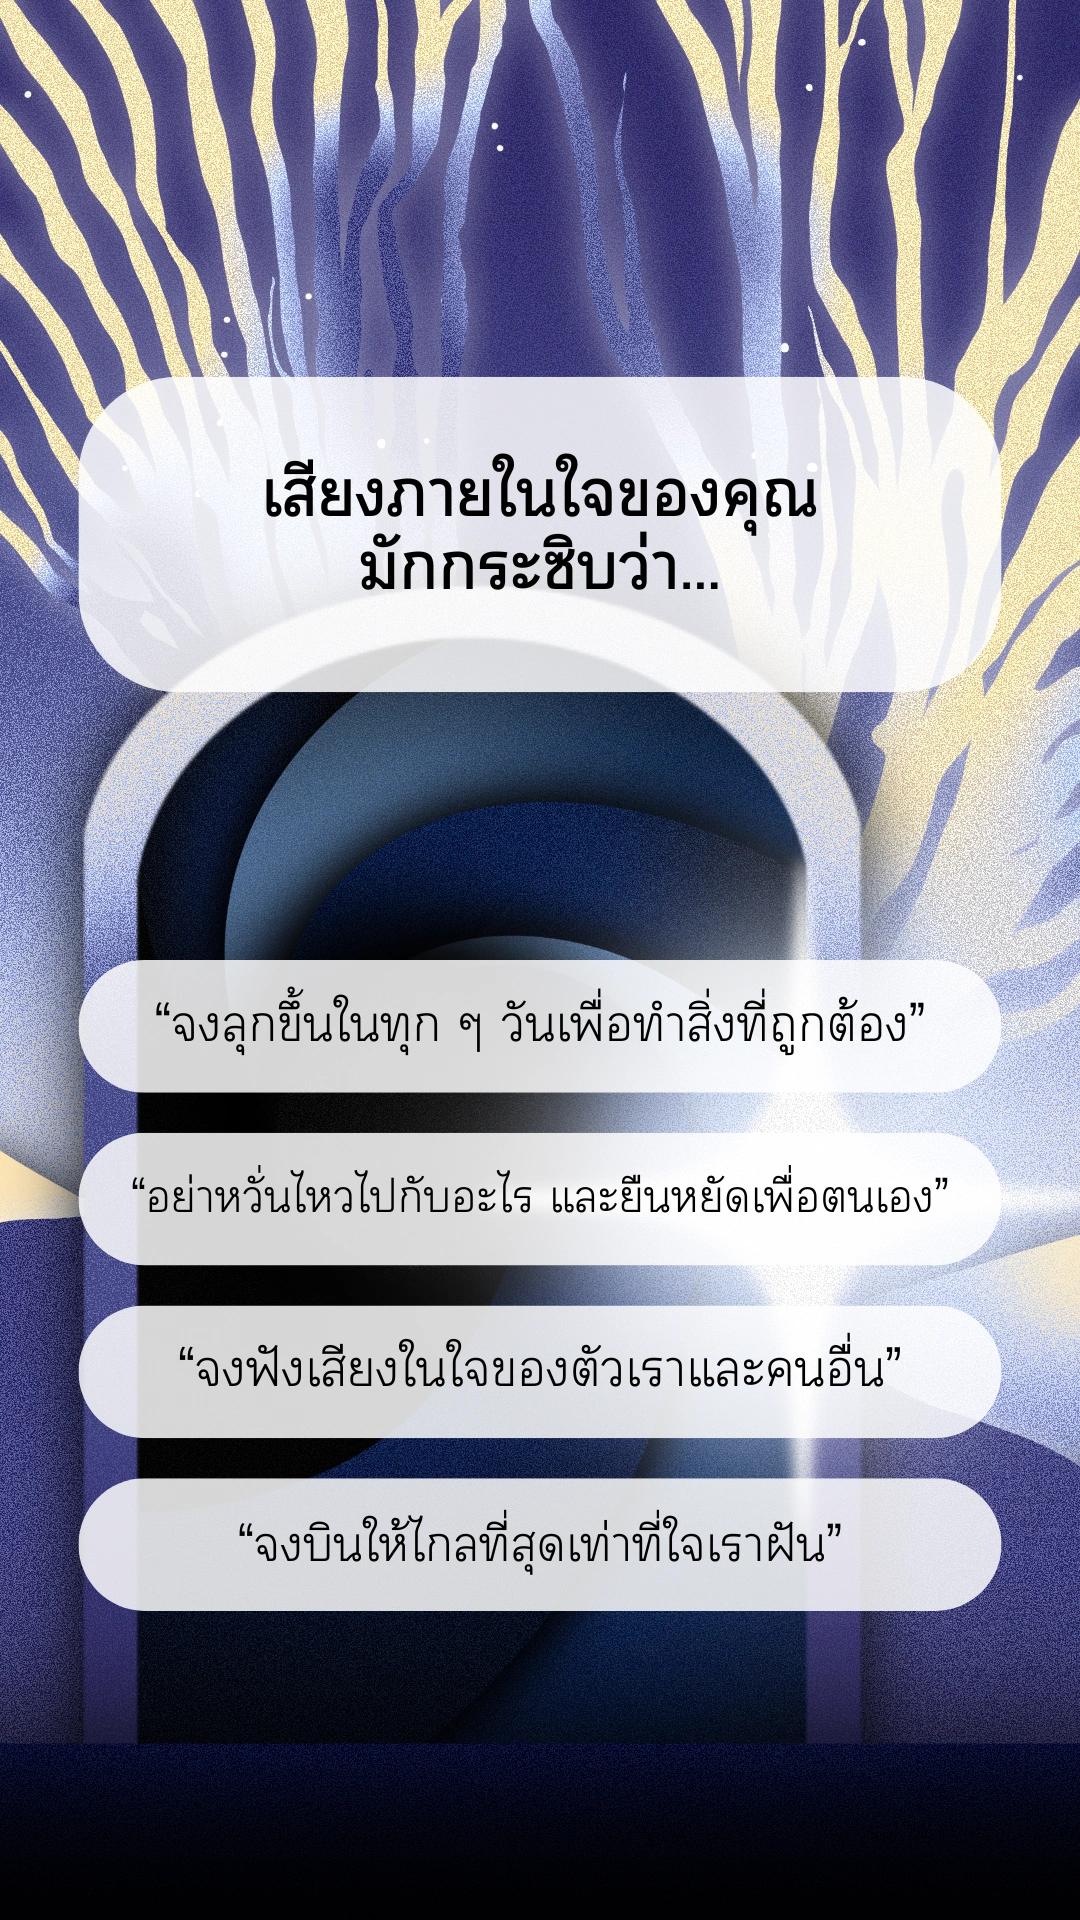 เสียงภายในใจของคุณ
มักกระซิบว่า...
“จงลุกขึ้นในทุก ๆ วันเพื่อทำสิ่งที่ถูกต้อง”
“อย่าหวั่นไหวไปกับอะไร และยืนหยัดเพื่อตนเอง”
“จงฟังเสียงในใจของตัวเราและคนอื่น”
“จงบินให้ไกลที่สุดเท่าที่ใจเราฝัน”